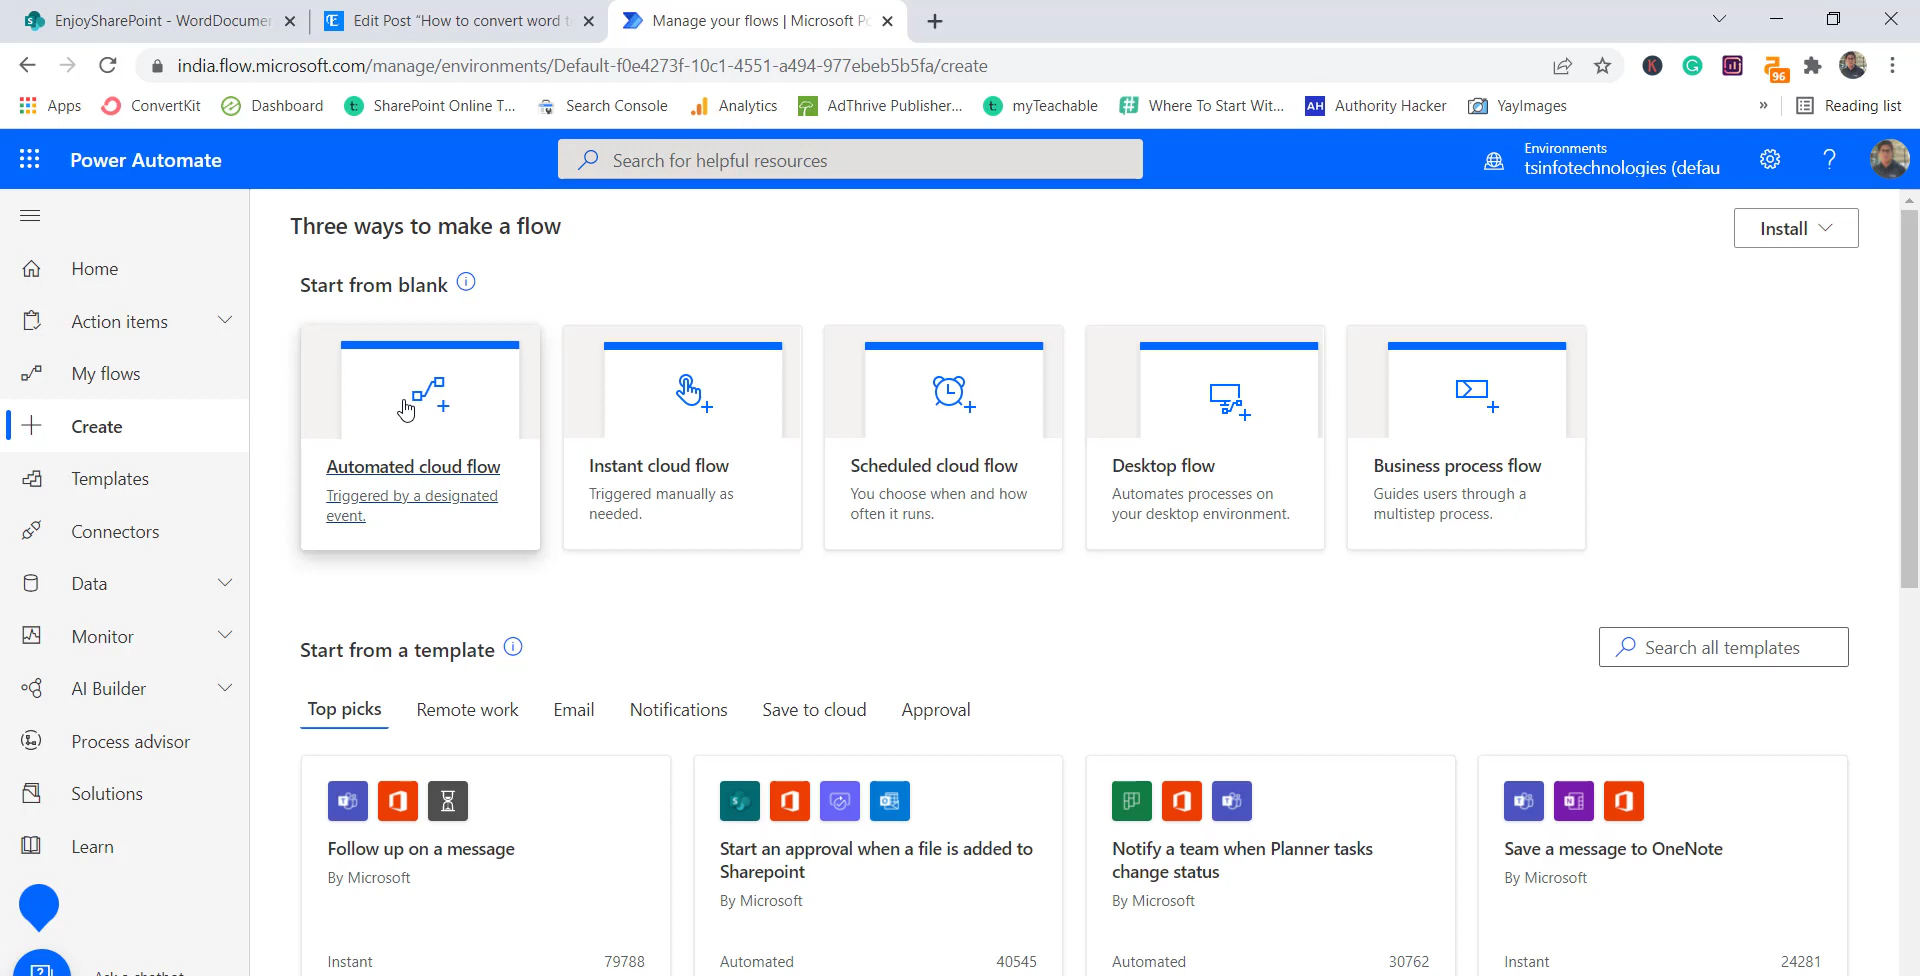 EnjoySharePoint - WordDocumer
Edit Post "How to convert word t
Manage your flows | Microsoft Po
india.flow.microsoft.com/manage/environments/Default-f0e4273f-10c1-4551-a494-977ebeb5b5fa/create
96
Apps
ConvertKit
Dashboard
SharePoint Online T...
Search Console
Analytics
AdThrive Publisher...
myTeachable
Where To Start Wit...
AH
Authority Hacker
YayImages
»
Reading list
Power Automate
Search for helpful resources
Environments
tsinfotechnologies (defau
?
Home
Action items
My flows
Create
Templates
Connectors
Data
Monitor
AI Builder
Process advisor
Solutions
Learn
Three ways to make a flow
Install
Start from blank
Automated cloud flow
Triggered by a designated
event.
Instant cloud flow
Triggered manually as
needed.
Scheduled cloud flow
You choose when and how
often it runs.
Desktop flow
Automates processes on
your desktop environment.
Business process flow
Guides users through a
multistep process.
Start from a template
Search all templates
Top picks
Remote work
Email
Notifications
Save to cloud
Approval
Follow up on a message
By Microsoft
Instant
79788
Start an approval when a file is added to
Sharepoint
By Microsoft
Automated
40545
Notify a team when Planner tasks
change status
By Microsoft
Automated
30762
Save a message to OneNote
By Microsoft
Instant
24281